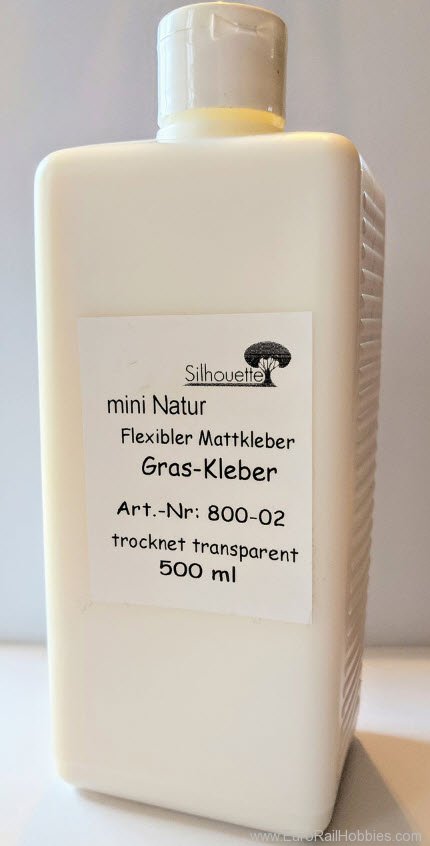 Silhouette
mini Natur
Flexibler Mattkleber
Gras-Kleber
Art.-Nr: 800-02
trocknet transparent
500 ml
www.EuroRailHobbies.com